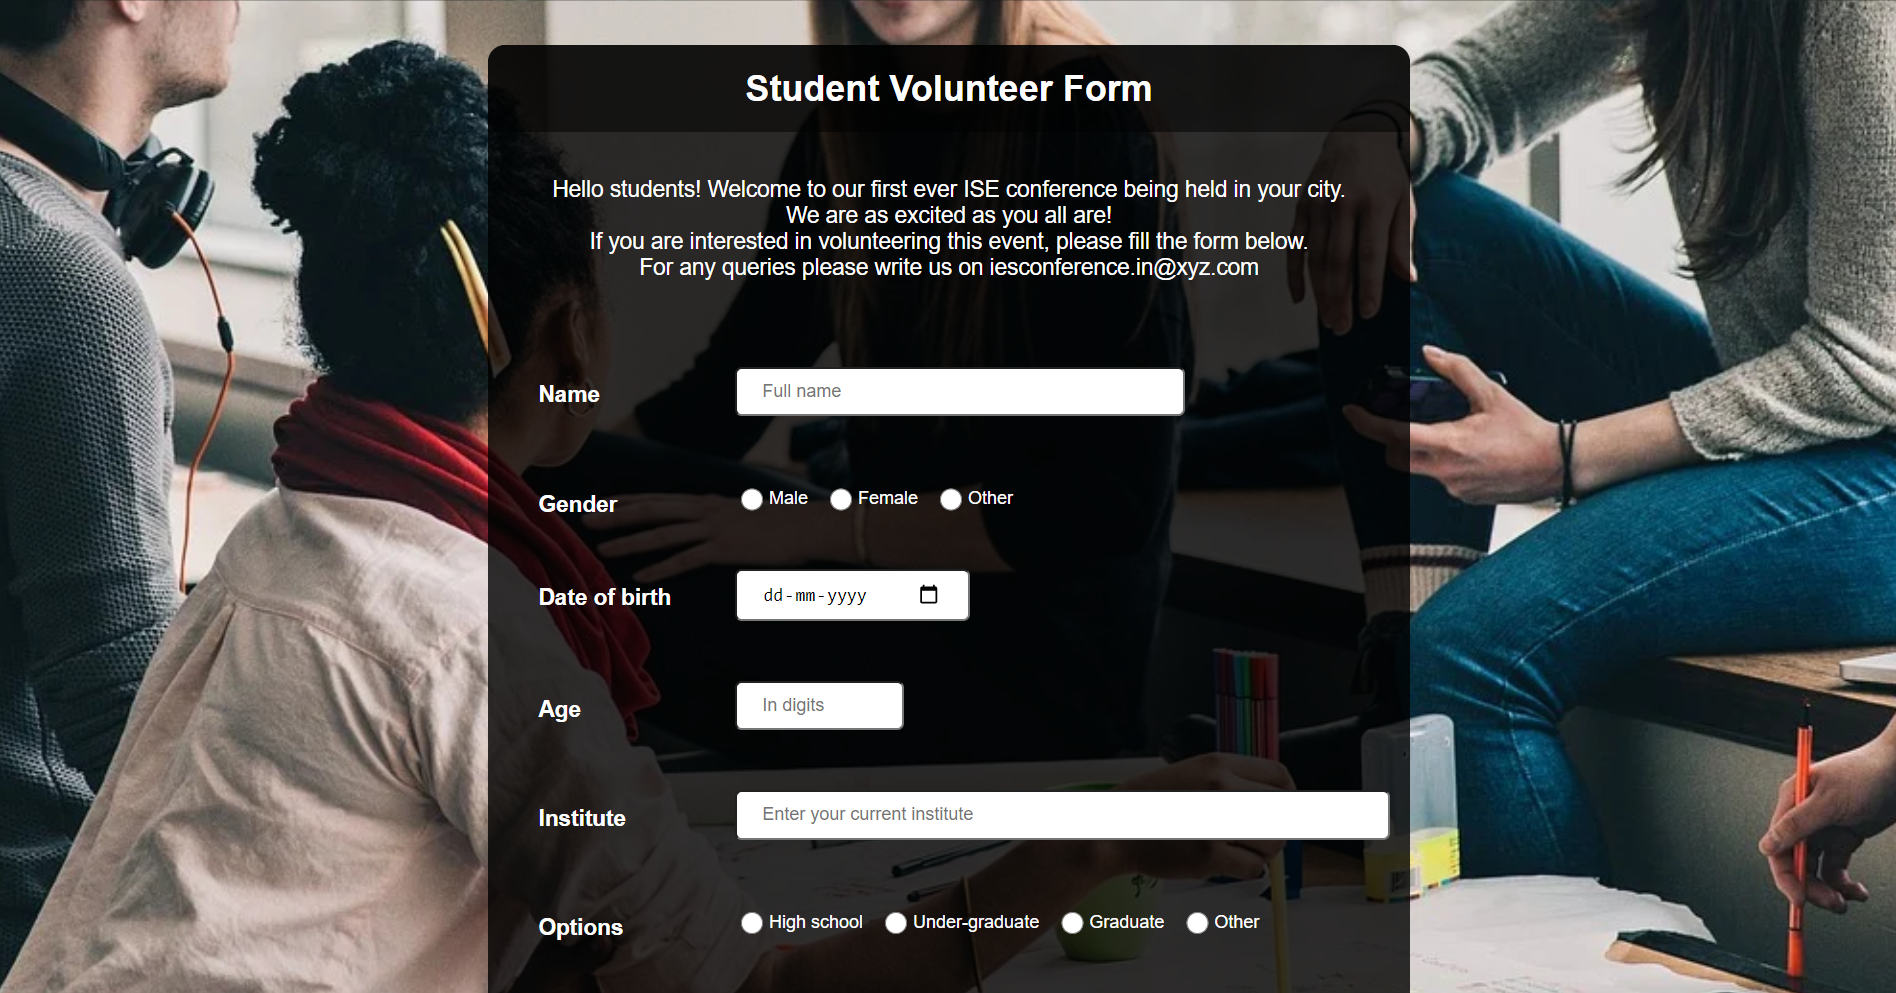 Student Volunteer Form
Hello students! Welcome to our first ever ISE conference being held in your city.
We are as excited as you all are!
If you are interested in volunteering this event, please fill the form below.
For any queries please write us on iesconference.in@xyz.com
Name Full name
Gender Male Female Other
Date of birth dd-mm-yyyy
Age In digits
Institute Enter your current institute
Options High school Under-graduate Graduate Other